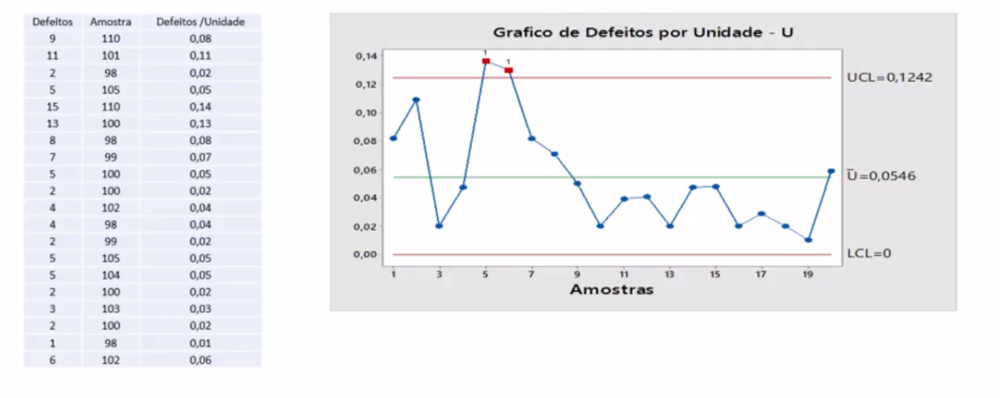 Defeitos Amostra Defeitos /Unidade
9 110 0,08
11 101 0,11
2 98 0,02
5 105 0,05
15 110 0,14
13 100 0,13
8 98 0,08
7 99 0,07
5 100 0,05
2 100 0,02
4 102 0,04
4 98 0,04
2 99 0,02
5 105 0,05
5 104 0,05
2 100 0,02
3 103 0,03
2 100 0,02
1 98 0,01
6 102 0,06
Grafico de Defeitos por Unidade - U
0,14
0,12
0,10
0,08
0,06
0,04
0,02
0,00
1
1
UCL=0,1242
U̅=0,0546
LCL=0
1 3 5 7 9 11 13 15 17 19
Amostras